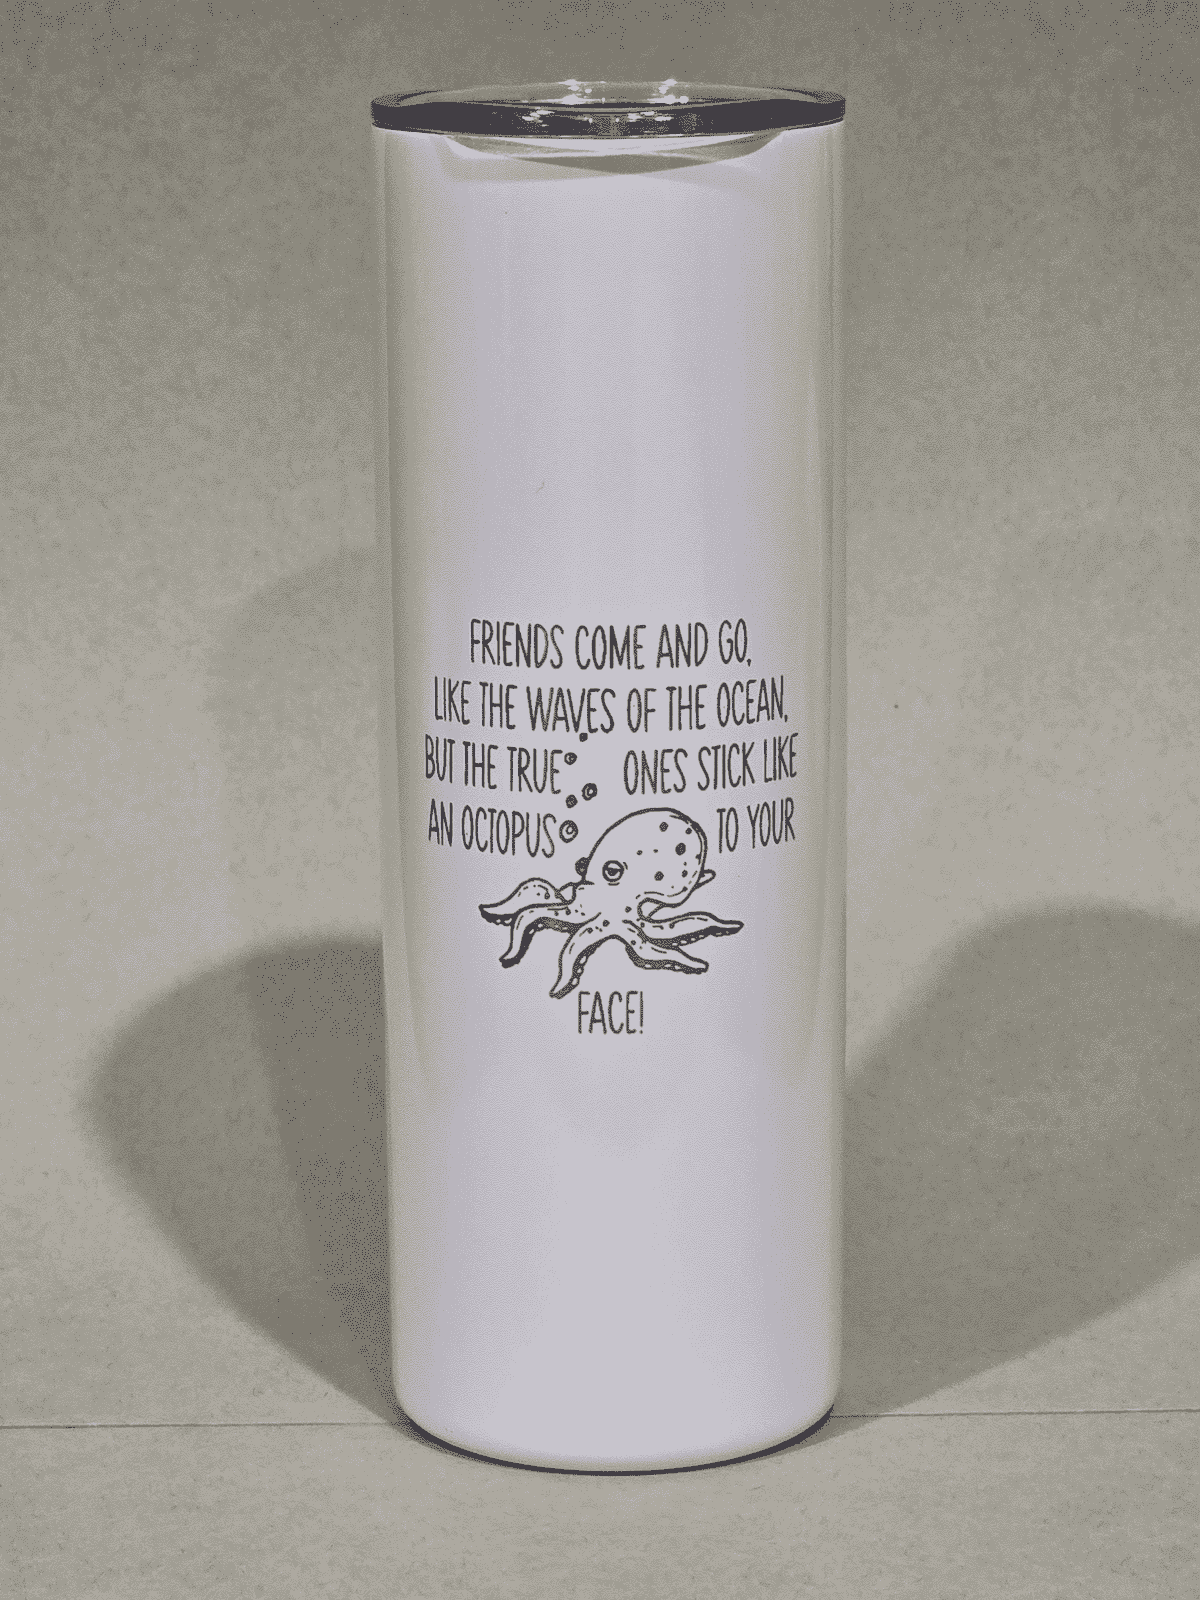 FRIENDS COME AND GO,
LIKE THE WAVES OF THE OCEAN,
BUT THE TRUE ONES STICK LIKE
AN OCTOPUS TO YOUR
FACE!